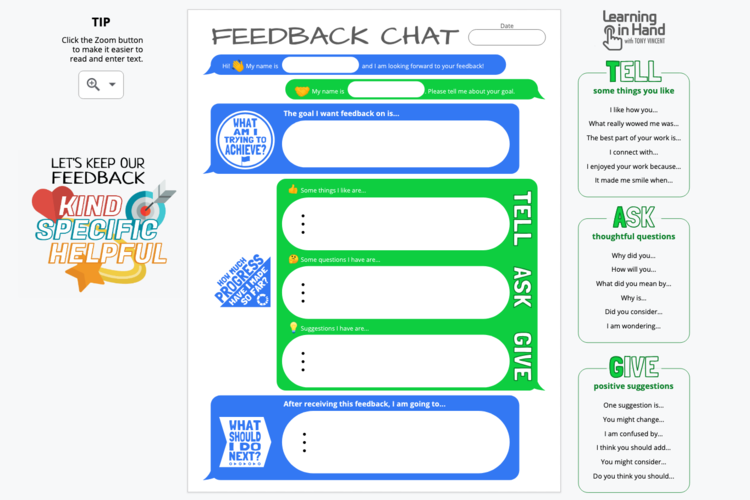 TIP
Click the Zoom button
to make it easier to
read and enter text.
LET'S KEEP OUR
FEEDBACK
KIND
SPECIFIC
HELPFUL
FEEDBACK CHAT
Date
Hi! 👋 My name is and I am looking forward to your feedback!
🤝 My name is . Please tell me about your goal.
WHAT
AM I
TRYING TO
ACHIEVE?
The goal I want feedback on is...
👍 Some things I like are...
TELL
HOW MUCH
PROGRESS
HAVE I MADE
SO FAR?
🤔 Some questions I have are...
ASK
💡 Suggestions I have are...
GIVE
After receiving this feedback, I am going to...
WHAT
SHOULD
I DO
NEXT?
Learning
in Hand
with TONY VINCENT
TELL
some things you like
I like how you...
What really wowed me was...
The best part of your work is...
I connect with...
I enjoyed your work because...
It made me smile when...
ASK
thoughtful questions
Why did you...
How will you...
What did you mean by...
Why is...
Did you consider...
I am wondering...
GIVE
positive suggestions
One suggestion is...
You might change...
I am confused by...
I think you should add...
You might consider...
Do you think you should...